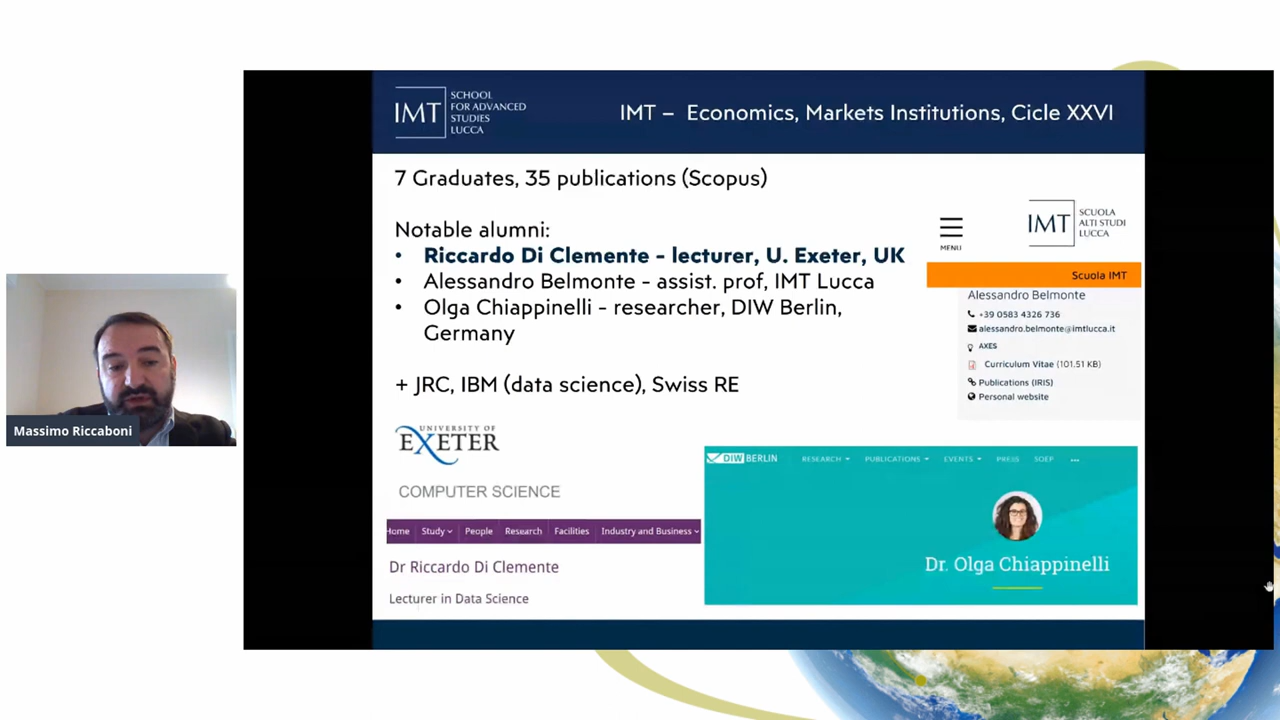 IMT
SCHOOL
FOR ADVANCED
STUDIES
LUCCA
IMT – Economics, Markets Institutions, Cicle XXVI
7 Graduates, 35 publications (Scopus)
Notable alumni:
• Riccardo Di Clemente - lecturer, U. Exeter, UK
• Alessandro Belmonte - assist. prof, IMT Lucca
• Olga Chiappinelli - researcher, DIW Berlin,
Germany
+ JRC, IBM (data science), Swiss RE
MENU
IMT
SCUOLA
ALTI STUDI
LUCCA
Scuola IMT
Alessandro Belmonte
+39 0583 4326 736
alessandro.belmonte@imtlucca.it
AXES
Curriculum Vitae (101.51 KB)
Publications (IRIS)
Personal website
Massimo Riccaboni
UNIVERSITY OF
EXETER
COMPUTER SCIENCE
Home Study People Research Facilities Industry and Business
Dr Riccardo Di Clemente
Lecturer in Data Science
DIW BERLIN RESEARCH PUBLICATIONS EVENTS PRESS SOEP ...
Dr. Olga Chiappinelli